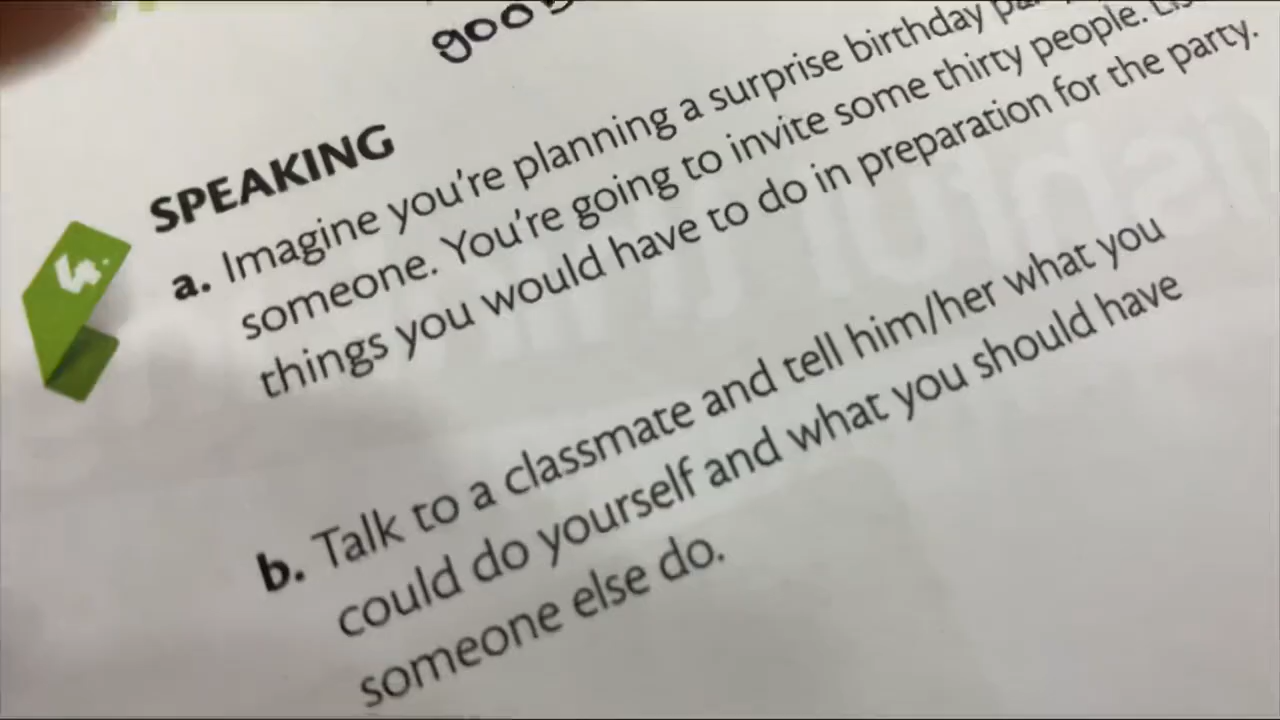 SPEAKING
4.
a. Imagine you're planning a surprise birthday
someone. You're going to invite some thirty people.
things you would have to do in preparation for the party.
b. Talk to a classmate and tell him/her what you
could do yourself and what you should have
someone else do.